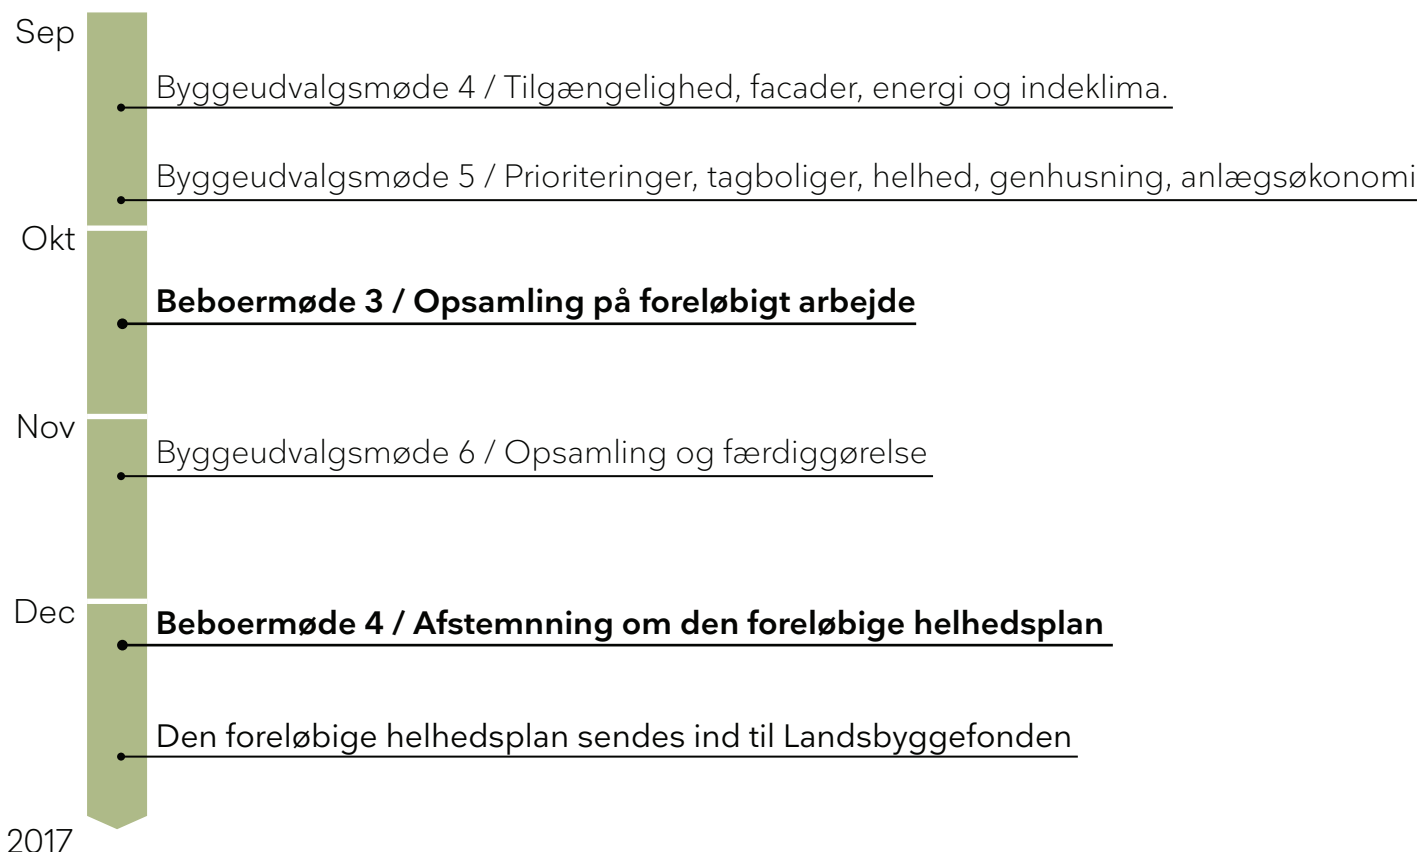 Sep
Byggeudvalgsmøde 4 / Tilgængelighed, facader, energi og indeklima.
Byggeudvalgsmøde 5 / Prioriteringer, tagboliger, helhed, genhusning, anlægsøkonomi
Okt
Beboermøde 3 / Opsamling på foreløbigt arbejde
Nov
Byggeudvalgsmøde 6 / Opsamling og færdiggørelse
Dec
Beboermøde 4 / Afstemnning om den foreløbige helhedsplan
Den foreløbige helhedsplan sendes ind til Landsbyggefonden
2017